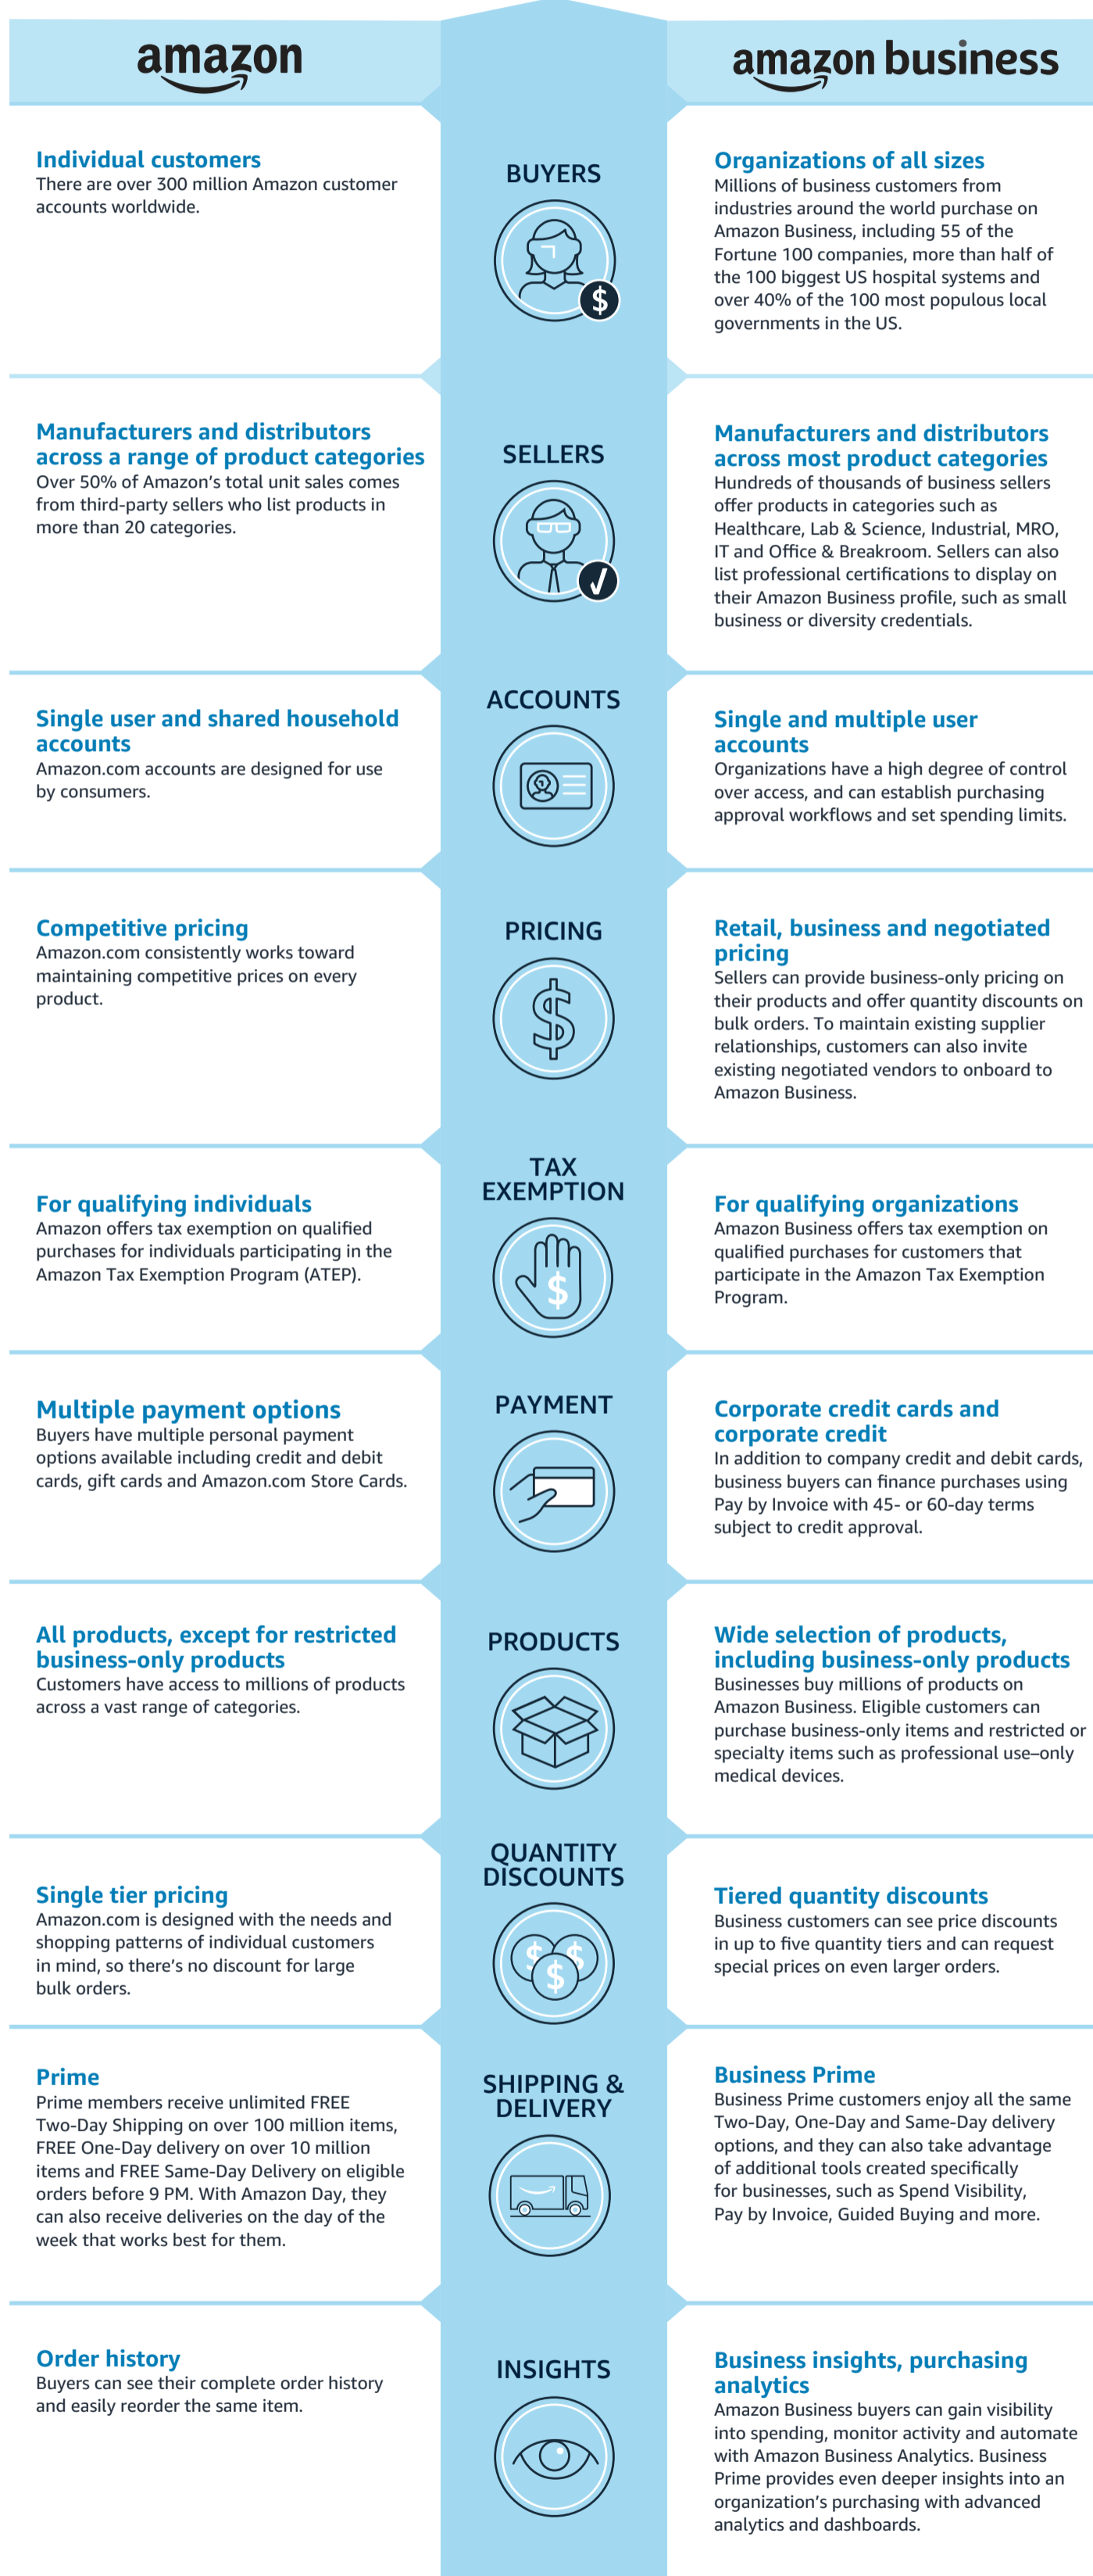 amazon
amazon business
Individual customers
There are over 300 million Amazon customer
accounts worldwide.
BUYERS
$
Organizations of all sizes
Millions of business customers from
industries around the world purchase on
Amazon Business, including 55 of the
Fortune 100 companies, more than half of
the 100 biggest US hospital systems and
over 40% of the 100 most populous local
governments in the US.
Manufacturers and distributors
across a range of product categories
Over 50% of Amazon's total unit sales comes
from third-party sellers who list products in
more than 20 categories.
SELLERS
Manufacturers and distributors
across most product categories
Hundreds of thousands of business sellers
offer products in categories such as
Healthcare, Lab & Science, Industrial, MRO,
IT and Office & Breakroom. Sellers can also
list professional certifications to display on
their Amazon Business profile, such as small
business or diversity credentials.
Single user and shared household
accounts
Amazon.com accounts are designed for use
by consumers.
ACCOUNTS
Single and multiple user
accounts
Organizations have a high degree of control
over access, and can establish purchasing
approval workflows and set spending limits.
Competitive pricing
Amazon.com consistently works toward
maintaining competitive prices on every
product.
PRICING
$
Retail, business and negotiated
pricing
Sellers can provide business-only pricing on
their products and offer quantity discounts on
bulk orders. To maintain existing supplier
relationships, customers can also invite
existing negotiated vendors to onboard to
Amazon Business.
For qualifying individuals
Amazon offers tax exemption on qualified
purchases for individuals participating in the
Amazon Tax Exemption Program (ATEP).
TAX
EXEMPTION
$
For qualifying organizations
Amazon Business offers tax exemption on
qualified purchases for customers that
participate in the Amazon Tax Exemption
Program.
Multiple payment options
Buyers have multiple personal payment
options available including credit and debit
cards, gift cards and Amazon.com Store Cards.
PAYMENT
Corporate credit cards and
corporate credit
In addition to company credit and debit cards,
business buyers can finance purchases using
Pay by Invoice with 45- or 60-day terms
subject to credit approval.
All products, except for restricted
business-only products
Customers have access to millions of products
across a vast range of categories.
PRODUCTS
Wide selection of products,
including business-only products
Businesses buy millions of products on
Amazon Business. Eligible customers can
purchase business-only items and restricted or
specialty items such as professional use–only
medical devices.
Single tier pricing
Amazon.com is designed with the needs and
shopping patterns of individual customers
in mind, so there's no discount for large
bulk orders.
QUANTITY
DISCOUNTS
$ $ $
Tiered quantity discounts
Business customers can see price discounts
in up to five quantity tiers and can request
special prices on even larger orders.
Prime
Prime members receive unlimited FREE
Two-Day Shipping on over 100 million items,
FREE One-Day delivery on over 10 million
items and FREE Same-Day Delivery on eligible
orders before 9 PM. With Amazon Day, they
can also receive deliveries on the day of the
week that works best for them.
SHIPPING &
DELIVERY
Business Prime
Business Prime customers enjoy all the same
Two-Day, One-Day and Same-Day delivery
options, and they can also take advantage
of additional tools created specifically
for businesses, such as Spend Visibility,
Pay by Invoice, Guided Buying and more.
Order history
Buyers can see their complete order history
and easily reorder the same item.
INSIGHTS
Business insights, purchasing
analytics
Amazon Business buyers can gain visibility
into spending, monitor activity and automate
with Amazon Business Analytics. Business
Prime provides even deeper insights into an
organization's purchasing with advanced
analytics and dashboards.